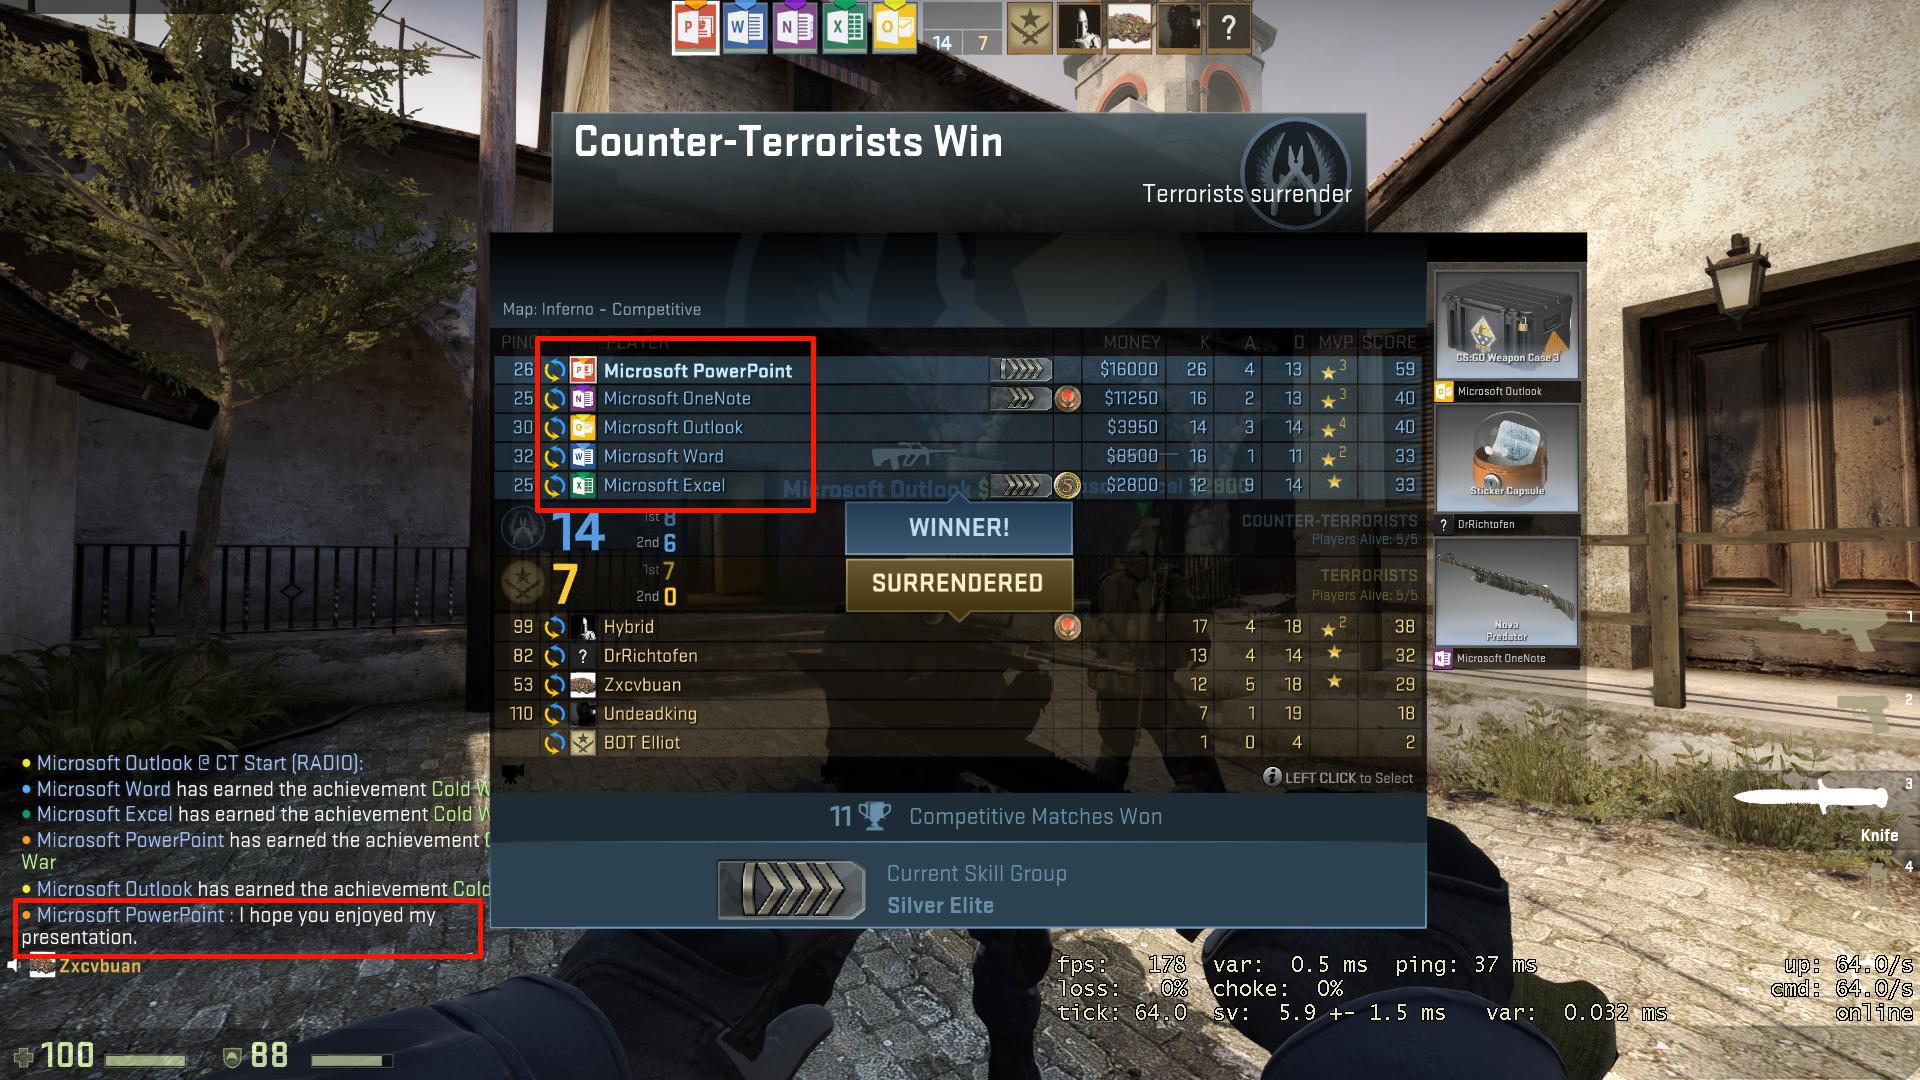 14 7 ?
Counter-Terrorists Win
Terrorists surrender
Map: Inferno - Competitive
PING PLAYER MONEY K A D MVP SCORE
26 Microsoft PowerPoint $16000 26 4 13 ★3 59
25 Microsoft OneNote $11250 16 2 13 ★3 40
30 Microsoft Outlook $3950 14 3 14 ★4 40
32 Microsoft Word $8500 16 1 11 ★2 33
25 Microsoft Excel $2800 12 9 14 ★ 33
14 1st 8
2nd 6
WINNER!
COUNTER-TERRORISTS
Players Alive: 5/5
7 1st 7
2nd 0
SURRENDERED
TERRORISTS
Players Alive: 5/5
99 Hybrid 17 4 18 ★2 38
82 ? DrRichtofen 13 4 14 ★ 32
53 Zxcvbuan 12 5 18 ★ 29
110 Undeadking 7 1 19 18
BOT Elliot 1 0 4 2
LEFT CLICK to Select
11 Competitive Matches Won
Current Skill Group
Silver Elite
CS:GO Weapon Case 3
Microsoft Outlook
Sticker Capsule
? DrRichtofen
Nova
Predator
Microsoft OneNote
1
2
3
Knife
4
• Microsoft Outlook @ CT Start (RADIO):
• Microsoft Word has earned the achievement Cold W
• Microsoft Excel has earned the achievement Cold W
• Microsoft PowerPoint has earned the achievement
War
• Microsoft Outlook has earned the achievement Cold
• Microsoft PowerPoint : I hope you enjoyed my
presentation.
Zxcvbuan
100 88
fps: 178 var: 0.5 ms ping: 37 ms
loss: 0% choke: 0%
tick: 64.0 sv: 5.9 +- 1.5 ms var: 0.032 ms
up: 64.0/s
cmd: 64.0/s
online